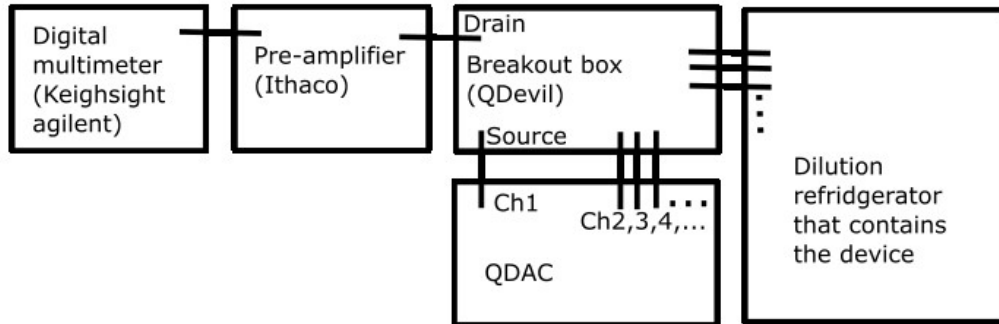 Digital
multimeter
(Keighsight
agilent)
Pre-amplifier
(Ithaco)
Drain
Breakout box
(QDevil)
Source
Ch1
Ch2,3,4,...
QDAC
Dilution
refridgerator
that contains
the device